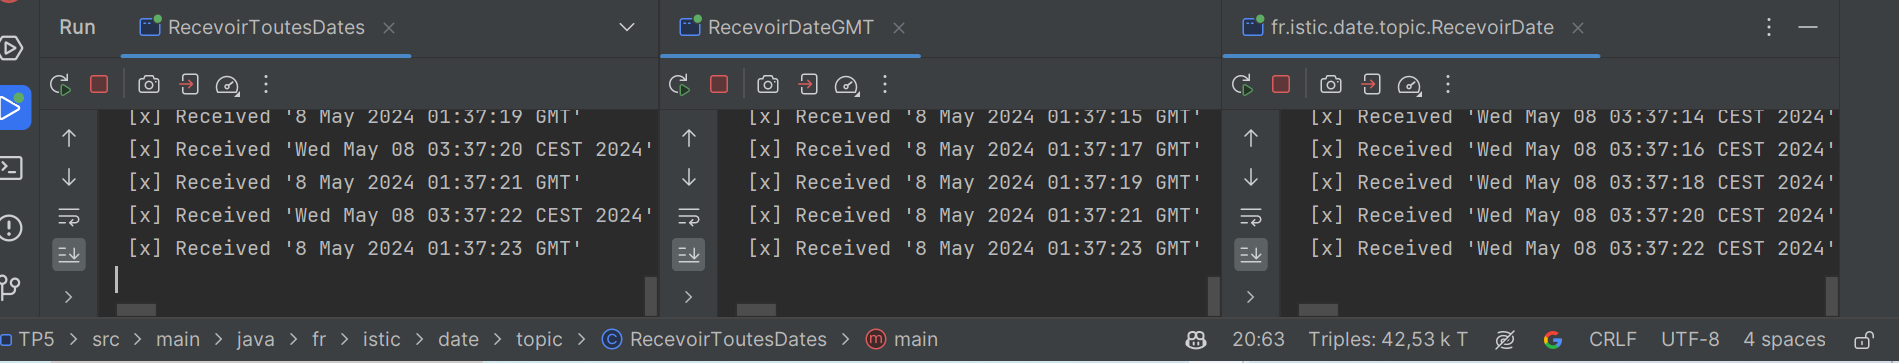 Run
RecevoirToutesDates
RecevoirDateGMT
fr.istic.date.topic.RecevoirDate
[x] Received '8 May 2024 01:37:19 GMT'
[x] Received 'Wed May 08 03:37:20 CEST 2024'
[x] Received '8 May 2024 01:37:21 GMT'
[x] Received 'Wed May 08 03:37:22 CEST 2024'
[x] Received '8 May 2024 01:37:23 GMT'
[x] Received '8 May 2024 01:37:15 GMT'
[x] Received '8 May 2024 01:37:17 GMT'
[x] Received '8 May 2024 01:37:19 GMT'
[x] Received '8 May 2024 01:37:21 GMT'
[x] Received '8 May 2024 01:37:23 GMT'
[x] Received 'Wed May 08 03:37:14 CEST 2024'
[x] Received 'Wed May 08 03:37:16 CEST 2024'
[x] Received 'Wed May 08 03:37:18 CEST 2024'
[x] Received 'Wed May 08 03:37:20 CEST 2024'
[x] Received 'Wed May 08 03:37:22 CEST 2024'
TP5 > src > main > java > fr > istic > date > topic > RecevoirToutesDates > main
20:63 Triples: 42,53 k T CRLF UTF-8 4 spaces